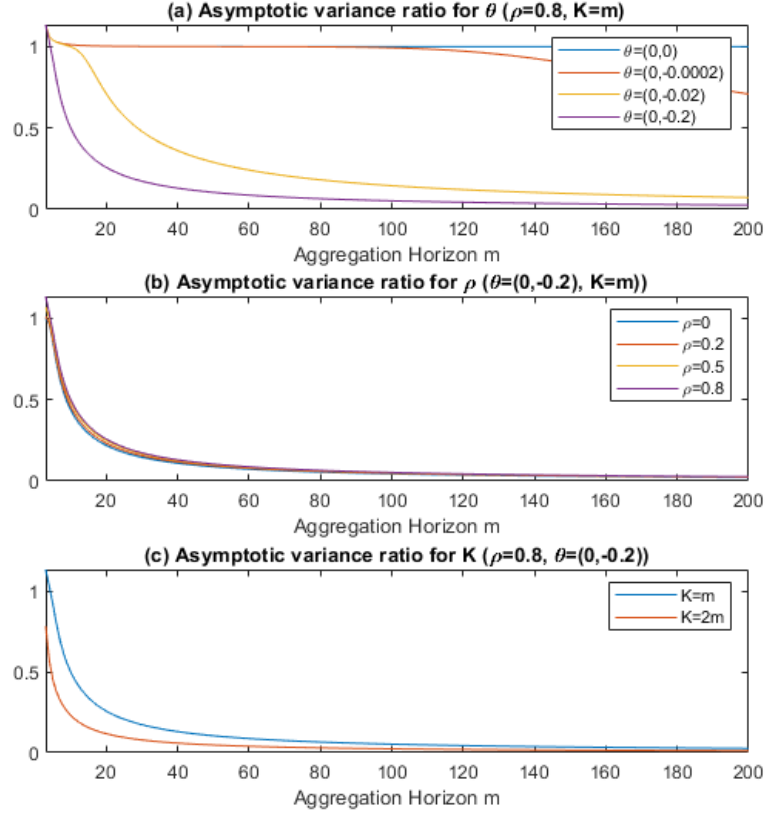 (a) Asymptotic variance ratio for θ (ρ=0.8, K=m)
1
0.5
0
θ=(0,0)
θ=(0,-0.0002)
θ=(0,-0.02)
θ=(0,-0.2)
20 40 60 80 100 120 140 160 180 200
Aggregation Horizon m
(b) Asymptotic variance ratio for ρ (θ=(0,-0.2), K=m))
1
0.5
0
ρ=0
ρ=0.2
ρ=0.5
ρ=0.8
20 40 60 80 100 120 140 160 180 200
Aggregation Horizon m
(c) Asymptotic variance ratio for K (ρ=0.8, θ=(0,-0.2))
1
0.5
0
K=m
K=2m
20 40 60 80 100 120 140 160 180 200
Aggregation Horizon m